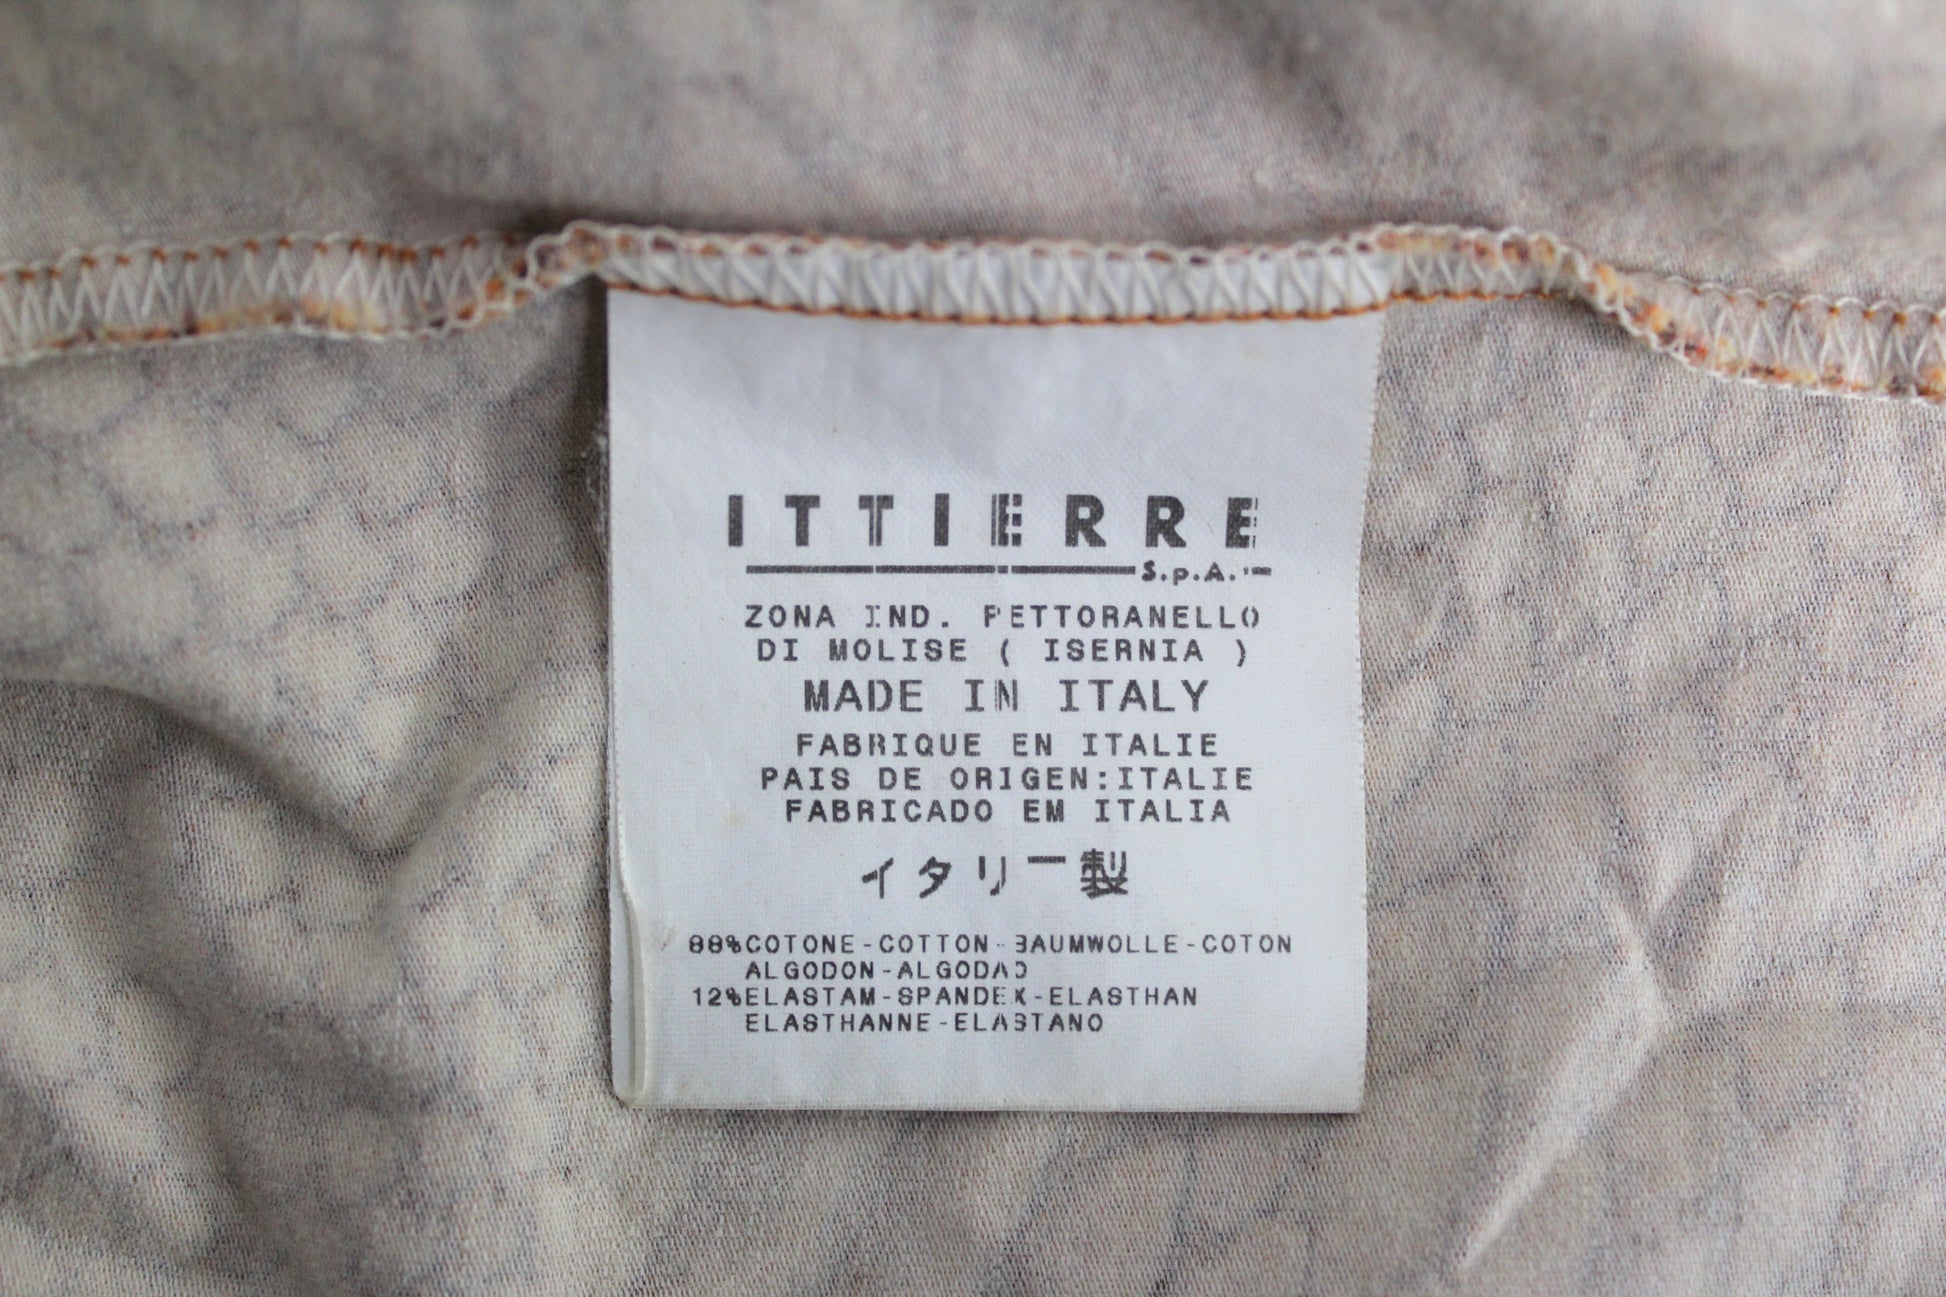 ITTIERRE
S.p.A.
ZONA IND. PETTORANELLO
DI MOLISE ( ISERNIA )
MADE IN ITALY
FABRIQUE EN ITALIE
PAIS DE ORIGEN:ITALIE
FABRICADO EM ITALIA
イタリー製
88%COTONE-COTTON-BAUMWOLLE-COTON
ALGODON-ALGODAO
12%ELASTAM-SPANDEX-ELASTHAN
ELASTHANNE-ELASTANO